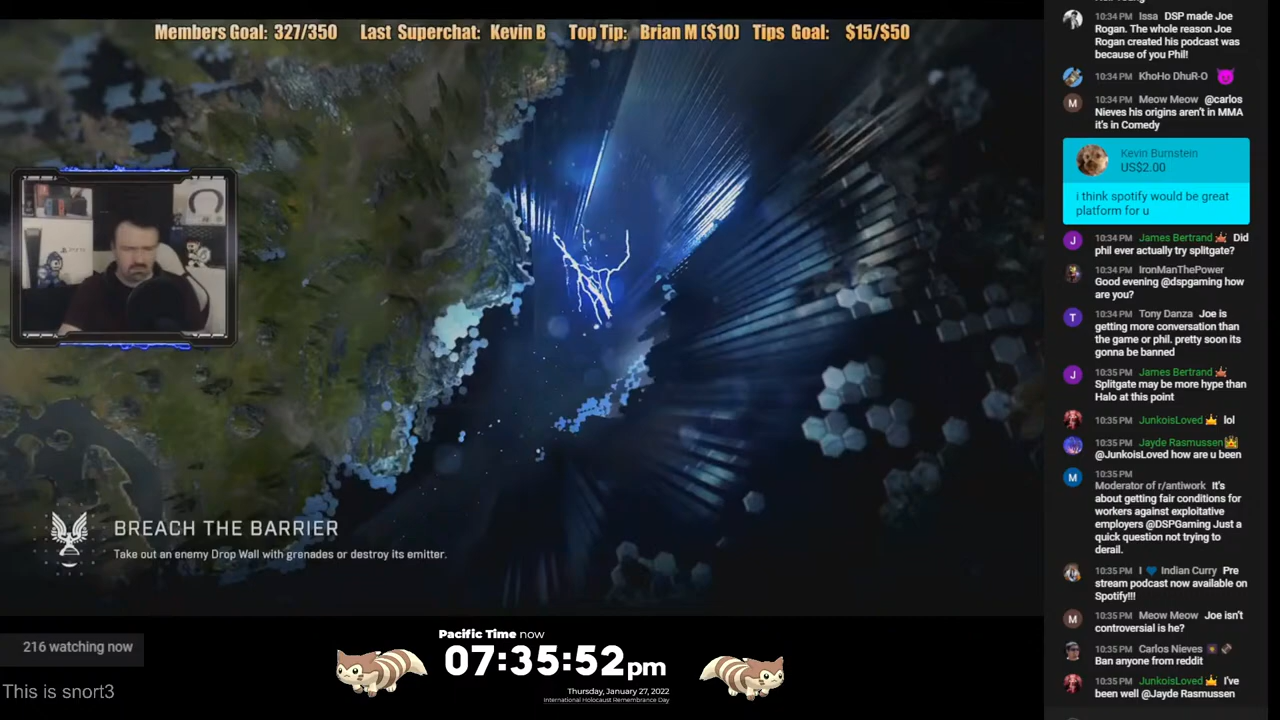 Members Goal: 327/350 Last Superchat: Kevin B Top Tip: Brian M ($10) Tips Goal: $15/$50
BREACH THE BARRIER
Take out an enemy Drop Wall with grenades or destroy its emitter.
216 watching now
This is snort3
Pacific Time now
07:35:52pm
Thursday, January 27, 2022
International Holocaust Remembrance Day
10:34 PM Issa DSP made Joe
Rogan. The whole reason Joe
Rogan created his podcast was
because of you Phil!
10:34 PM KhoHo DhuR-O
M
10:34 PM Meow Meow @carlos
Nieves his origins aren't in MMA
it's in Comedy
Kevin Burnstein
US$2.00
i think spotify would be great
platform for u
J
10:34 PM James Bertrand Did
phil ever actually try splitgate?
10:34 PM IronManThePower
Good evening @dspgaming how
are you?
T
10:34 PM Tony Danza Joe is
getting more conversation than
the game or phil. pretty soon its
gonna be banned
J
10:35 PM James Bertrand
Splitgate may be more hype than
Halo at this point
10:35 PM JunkoisLoved lol
10:35 PM Jayde Rasmussen
@JunkoisLoved how are u been
M
10:35 PM
Moderator of r/antiwork It's
about getting fair conditions for
workers against exploitative
employers @DSPGaming Just a
quick question not trying to
derail.
10:35 PM I 💙 Indian Curry Pre
stream podcast now available on
Spotify!!!
M
10:35 PM Meow Meow Joe isn't
controversial is he?
10:35 PM Carlos Nieves
Ban anyone from reddit
10:35 PM JunkoisLoved I've
been well @Jayde Rasmussen